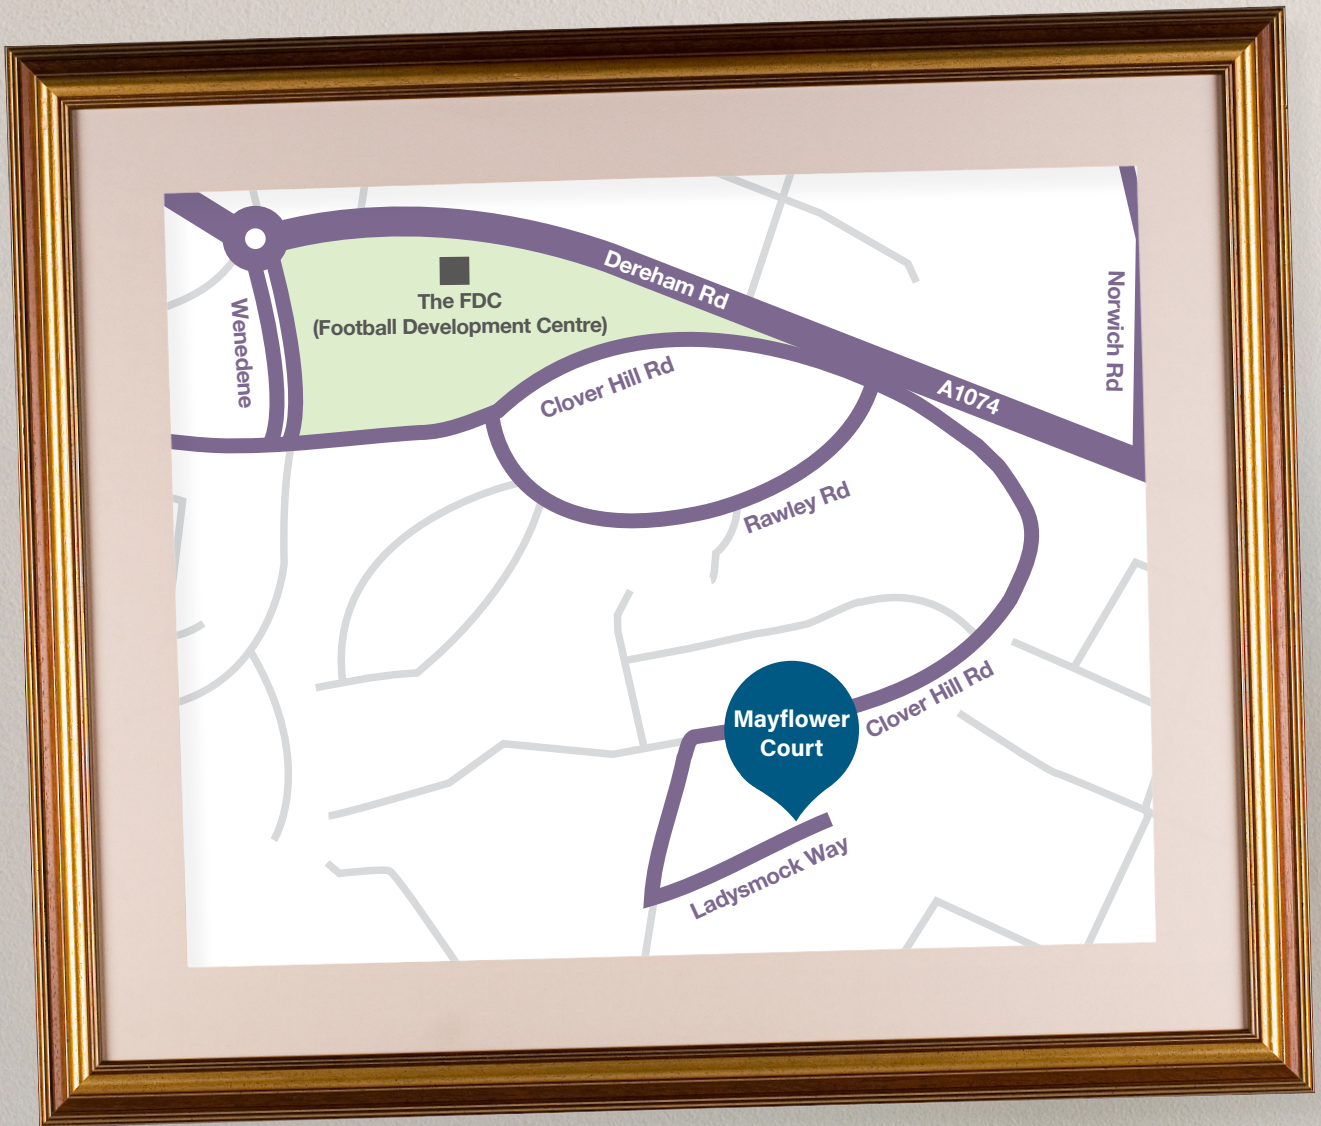 Dereham Rd
The FDC
(Football Development Centre)
Wenedene
Norwich Rd
Clover Hill Rd
A1074
Rawley Rd
Clover Hill Rd
Mayflower
Court
Ladysmock Way